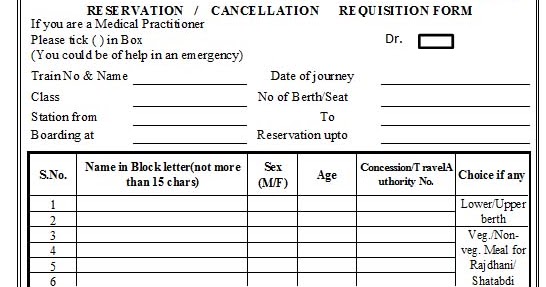 RESERVATION / CANCELLATION REQUISITION FORM
If you are a Medical Practitioner
Please tick ( ) in Box Dr.
(You could be of help in an emergency)
Train No & Name Date of journey
Class No of Berth/Seat
Station from To
Boarding at Reservation upto
S.No. Name in Block letter(not more than 15 chars) Sex (M/F) Age Concession/TravelAuthority No. Choice if any
1 Lower/Upper
2 berth
3 Veg./Non-
4 veg. Meal for
5 Rajdhani/
6 Shatabdi